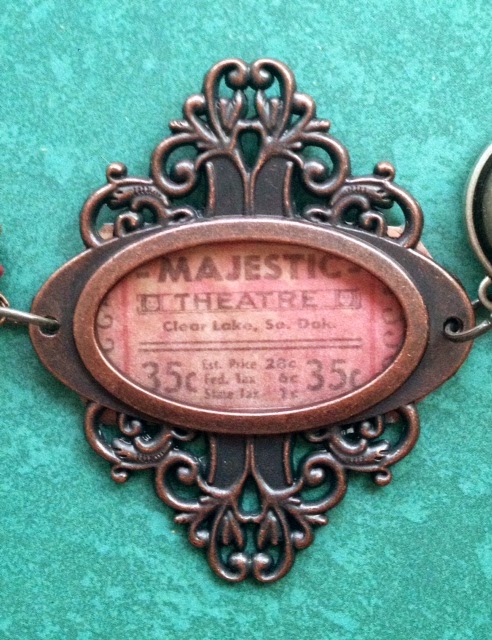 - MAJESTIC -
THEATRE
Clear Lake, So. Dak.
35c Est. Price 28c 35c
Fed. Tax 6c
State Tax 1c